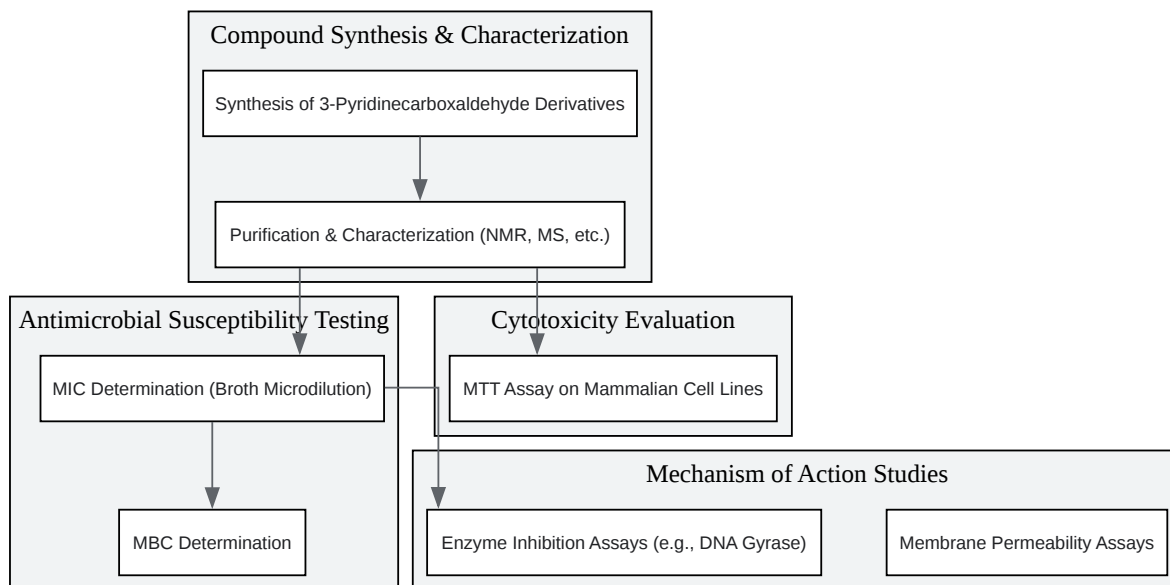 Compound Synthesis & Characterization
Synthesis of 3-Pyridinecarboxaldehyde Derivatives
Purification & Characterization (NMR, MS, etc.)
Antimicrobial Susceptibility Testing
MIC Determination (Broth Microdilution)
MBC Determination
Cytotoxicity Evaluation
MTT Assay on Mammalian Cell Lines
Mechanism of Action Studies
Enzyme Inhibition Assays (e.g., DNA Gyrase)
Membrane Permeability Assays